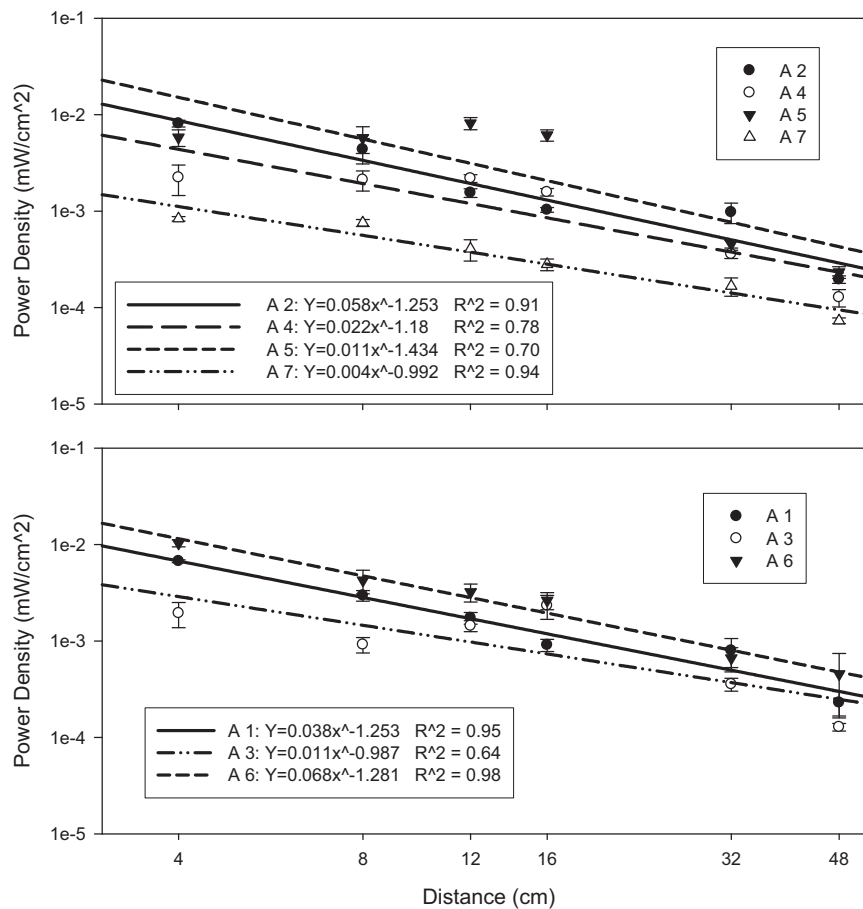 Power Density (mW/cm^2)
1e-1
1e-2
1e-3
1e-4
1e-5
A 2
A 4
A 5
A 7
A 2: Y=0.058x^-1.253 R^2 = 0.91
A 4: Y=0.022x^-1.18 R^2 = 0.78
A 5: Y=0.011x^-1.434 R^2 = 0.70
A 7: Y=0.004x^-0.992 R^2 = 0.94
Power Density (mW/cm^2)
1e-1
1e-2
1e-3
1e-4
1e-5
A 1
A 3
A 6
A 1: Y=0.038x^-1.253 R^2 = 0.95
A 3: Y=0.011x^-0.987 R^2 = 0.64
A 6: Y=0.068x^-1.281 R^2 = 0.98
4 8 12 16 32 48
Distance (cm)